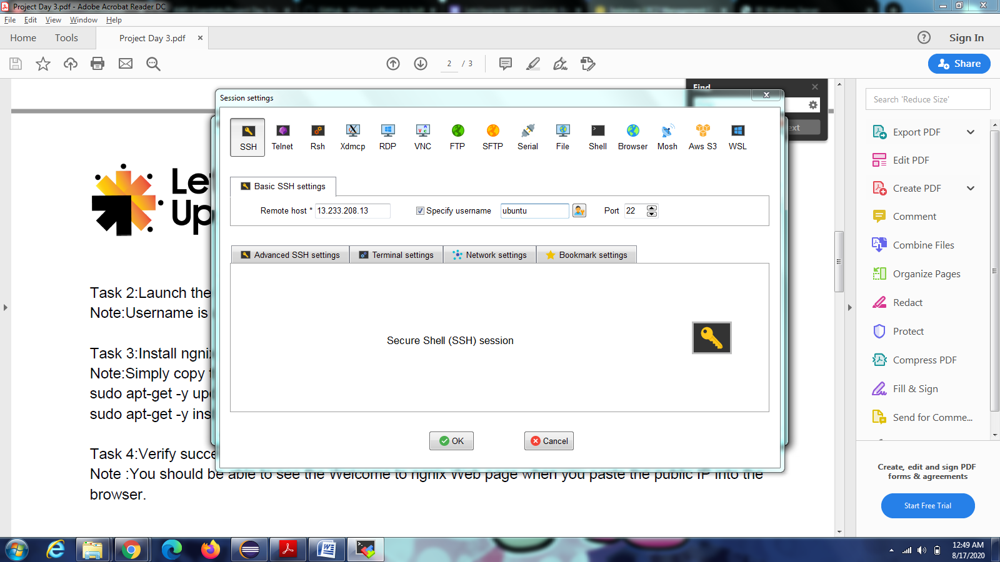 Project Day 3.pdf - Adobe Acrobat Reader DC
File Edit View Window Help
Home Tools Project Day 3.pdf × ? Sign In
2 / 3 Share
Find
ext
Search 'Reduce Size'
Export PDF
Edit PDF
Create PDF
Comment
Combine Files
Organize Pages
Redact
Protect
Compress PDF
Fill & Sign
Send for Comme...
Create, edit and sign PDF
forms & agreements
Start Free Trial
Session settings
SSH Telnet Rsh Xdmcp RDP VNC FTP SFTP Serial File Shell Browser Mosh Aws S3 WSL
Basic SSH settings
Remote host * 13.233.208.13 Specify username ubuntu Port 22
Advanced SSH settings Terminal settings Network settings Bookmark settings
Secure Shell (SSH) session
OK Cancel
Let
Up
Task 2:Launch the
Note:Username is
Task 3:Install ngnix
Note:Simply copy
sudo apt-get -y up
sudo apt-get -y ins
Task 4:Verify succe
Note :You should be able to see the Welcome to ngnix Web page when you paste the public IP into the
browser.
12:49 AM
8/17/2020